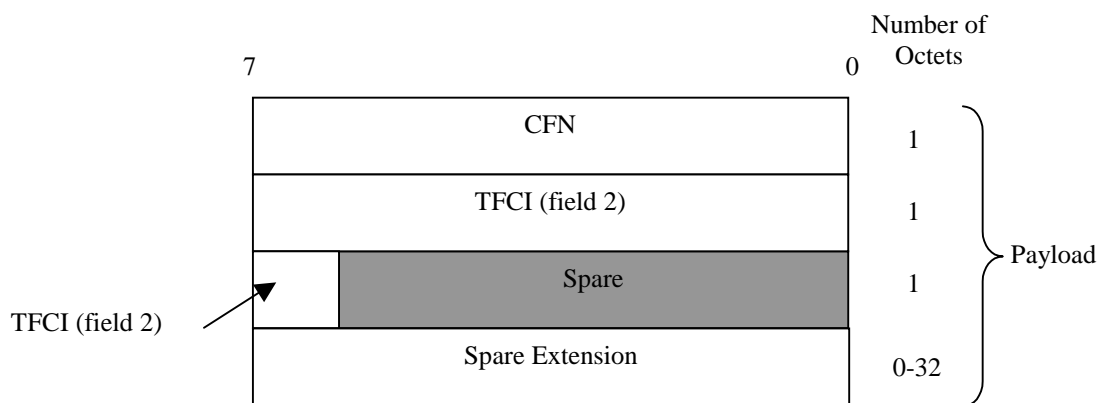 Number of
Octets
7
0
CFN
1
TFCI (field 2)
1
Spare
1
Payload
TFCI (field 2)
Spare Extension
0-32